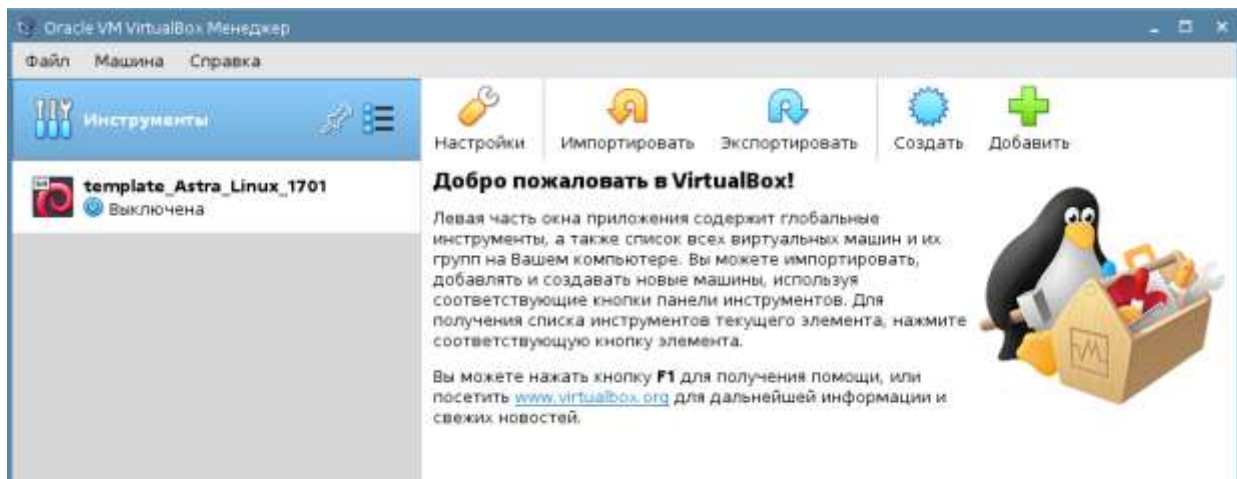 Oracle VM VirtualBox Менеджер
Файл Машина Справка
Инструменты
Настройки Импортировать Экспортировать Создать Добавить
template_Astra_Linux_1701
Выключена
Добро пожаловать в VirtualBox!
Левая часть окна приложения содержит глобальные
инструменты, а также список всех виртуальных машин и их
групп на Вашем компьютере. Вы можете импортировать,
добавлять и создавать новые машины, используя
соответствующие кнопки панели инструментов. Для
получения списка инструментов текущего элемента, нажмите
соответствующую кнопку элемента.
Вы можете нажать кнопку F1 для получения помощи, или
посетить www.virtualbox.org для дальнейшей информации и
свежих новостей.